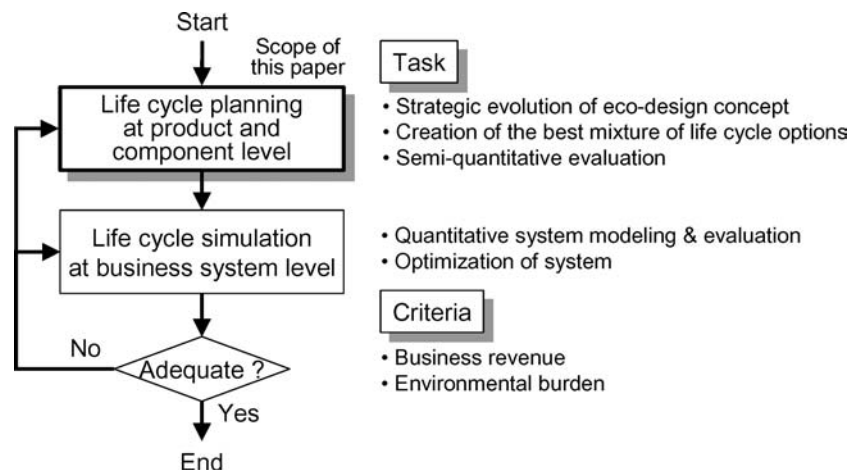 Start
Scope of
this paper
Task
Life cycle planning
at product and
component level
• Strategic evolution of eco-design concept
• Creation of the best mixture of life cycle options
• Semi-quantitative evaluation
Life cycle simulation
at business system level
• Quantitative system modeling & evaluation
• Optimization of system
Criteria
No
Adequate ?
• Business revenue
• Environmental burden
Yes
End